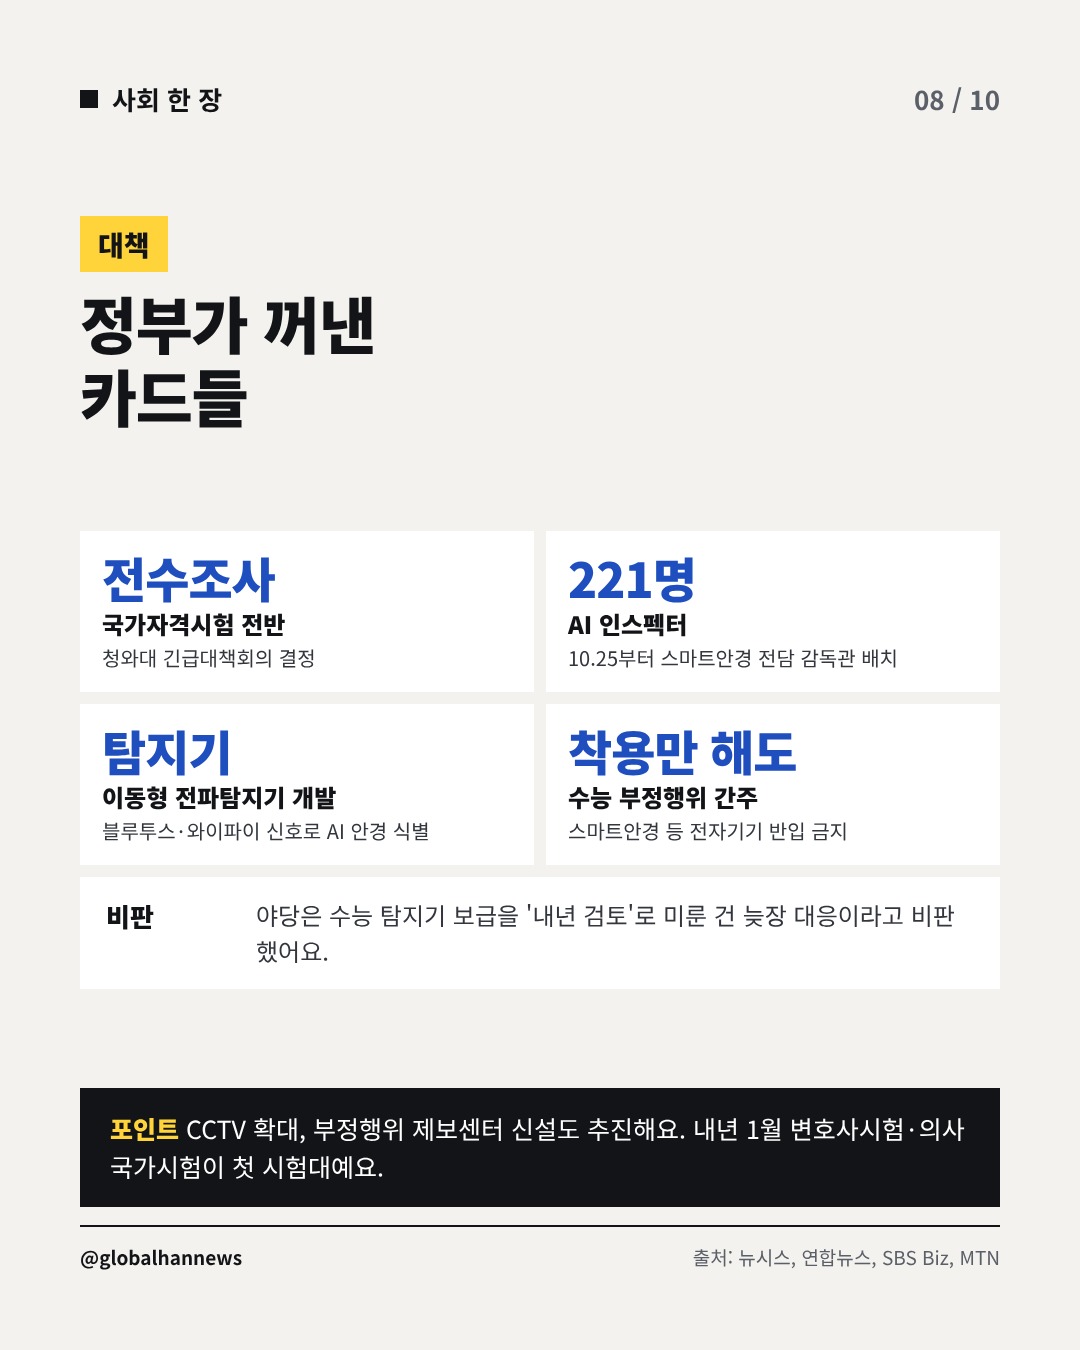 사회 한 장
08 / 10
대책
정부가 꺼낸
카드들
전수조사
국가자격시험 전반
청와대 긴급대책회의 결정
221명
AI 인스펙터
10.25부터 스마트안경 전담 감독관 배치
탐지기
이동형 전파탐지기 개발
블루투스·와이파이 신호로 AI 안경 식별
착용만 해도
수능 부정행위 간주
스마트안경 등 전자기기 반입 금지
비판
야당은 수능 탐지기 보급을 '내년 검토'로 미룬 건 늦장 대응이라고 비판
했어요.
포인트 CCTV 확대, 부정행위 제보센터 신설도 추진해요. 내년 1월 변호사시험·의사
국가시험이 첫 시험대예요.
@globalhannews
출처: 뉴시스, 연합뉴스, SBS Biz, MTN